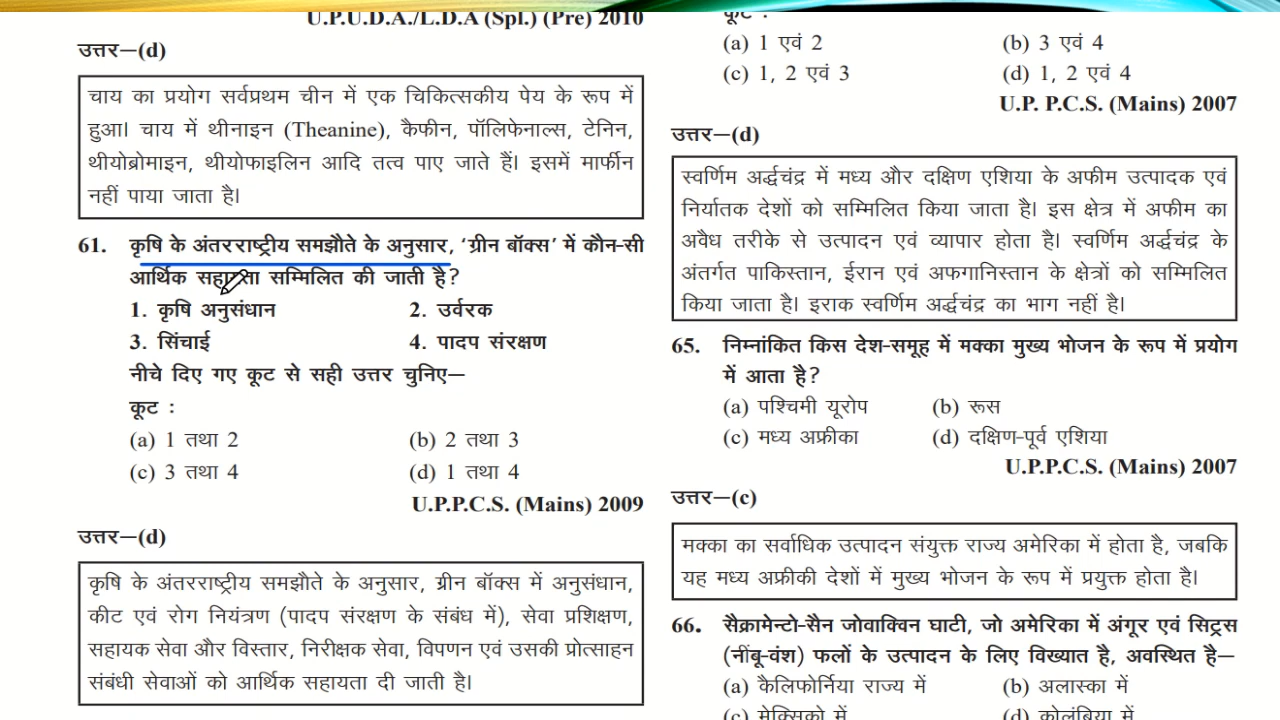 U.P.U.D.A./L.D.A (Spl.) (Pre) 2010
उत्तर–(d)
चाय का प्रयोग सर्वप्रथम चीन में एक चिकित्सकीय पेय के रूप में
हुआ। चाय में थीनाइन (Theanine), कैफीन, पॉलिफेनाल्स, टेनिन,
थीयोब्रोमाइन, थीयोफाइलिन आदि तत्व पाए जाते हैं। इसमें मार्फीन
नहीं पाया जाता है।
61. कृषि के अंतरराष्ट्रीय समझौते के अनुसार, ‘ग्रीन बॉक्स’ में कौन-सी
आर्थिक सहायता सम्मिलित की जाती है?
1. कृषि अनुसंधान 2. उर्वरक
3. सिंचाई 4. पादप संरक्षण
नीचे दिए गए कूट से सही उत्तर चुनिए–
कूट :
(a) 1 तथा 2 (b) 2 तथा 3
(c) 3 तथा 4 (d) 1 तथा 4
U.P.P.C.S. (Mains) 2009
उत्तर–(d)
कृषि के अंतरराष्ट्रीय समझौते के अनुसार, ग्रीन बॉक्स में अनुसंधान,
कीट एवं रोग नियंत्रण (पादप संरक्षण के संबंध में), सेवा प्रशिक्षण,
सहायक सेवा और विस्तार, निरीक्षक सेवा, विपणन एवं उसकी प्रोत्साहन
संबंधी सेवाओं को आर्थिक सहायता दी जाती है।
कूट :
(a) 1 एवं 2 (b) 3 एवं 4
(c) 1, 2 एवं 3 (d) 1, 2 एवं 4
U.P. P.C.S. (Mains) 2007
उत्तर–(d)
स्वर्णिम अर्द्धचंद्र में मध्य और दक्षिण एशिया के अफीम उत्पादक एवं
निर्यातक देशों को सम्मिलित किया जाता है। इस क्षेत्र में अफीम का
अवैध तरीके से उत्पादन एवं व्यापार होता है। स्वर्णिम अर्द्धचंद्र के
अंतर्गत पाकिस्तान, ईरान एवं अफगानिस्तान के क्षेत्रों को सम्मिलित
किया जाता है। इराक स्वर्णिम अर्द्धचंद्र का भाग नहीं है।
65. निम्नांकित किस देश-समूह में मक्का मुख्य भोजन के रूप में प्रयोग
में आता है?
(a) पश्चिमी यूरोप (b) रूस
(c) मध्य अफ्रीका (d) दक्षिण-पूर्व एशिया
U.P.P.C.S. (Mains) 2007
उत्तर–(c)
मक्का का सर्वाधिक उत्पादन संयुक्त राज्य अमेरिका में होता है, जबकि
यह मध्य अफ्रीकी देशों में मुख्य भोजन के रूप में प्रयुक्त होता है।
66. सैक्रामेन्टो-सैन जोवाक्विन घाटी, जो अमेरिका में अंगूर एवं सिट्रस
(नींबू-वंश) फलों के उत्पादन के लिए विख्यात है, अवस्थित है–
(a) कैलिफोर्निया राज्य में (b) अलास्का में
(c) मेक्सिको में (d) कोलंबिया में